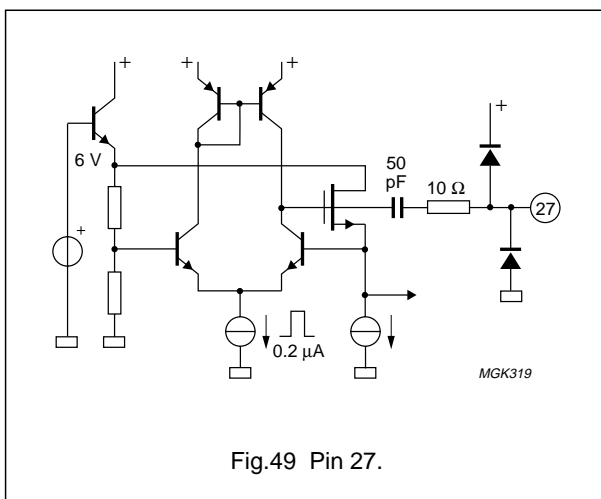 + + +
6 V
+
50
pF
10 Ω
+
27
0.2 µA
MGK319
Fig.49 Pin 27.